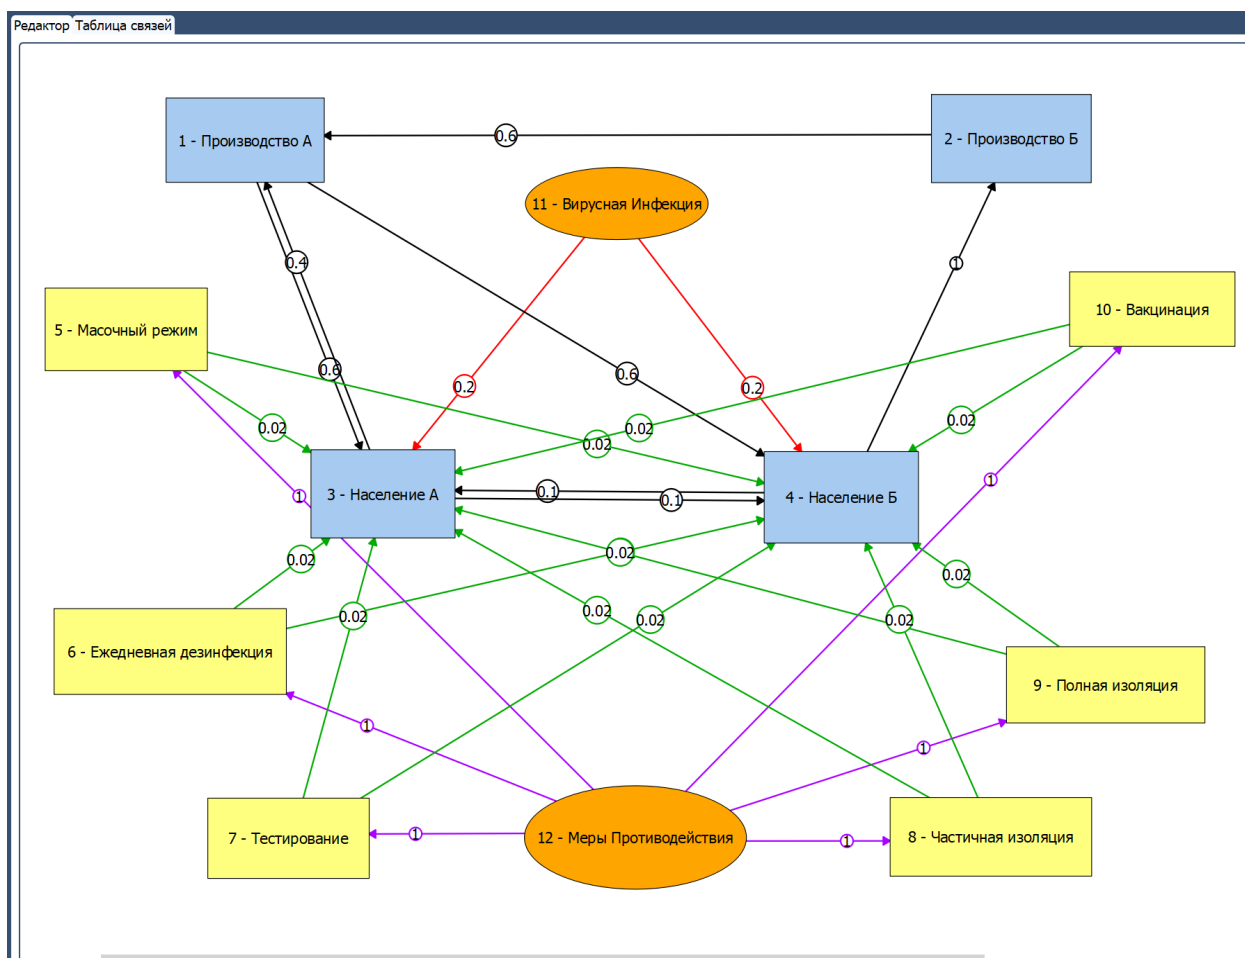 Редактор Таблица связей
1 - Производство А
0.6
2 - Производство Б
11 - Вирусная Инфекция
0.4
1
5 - Масочный режим
10 - Вакцинация
0.6
0.6
0.2
0.2
0.02
0.02
0.02
0.02
3 - Население А
0.1
0.1
4 - Население Б
1
1
0.02
0.02
0.02
0.02
0.02
0.02
0.02
6 - Ежедневная дезинфекция
9 - Полная изоляция
1
1
7 - Тестирование
1
12 - Меры Противодействия
1
8 - Частичная изоляция